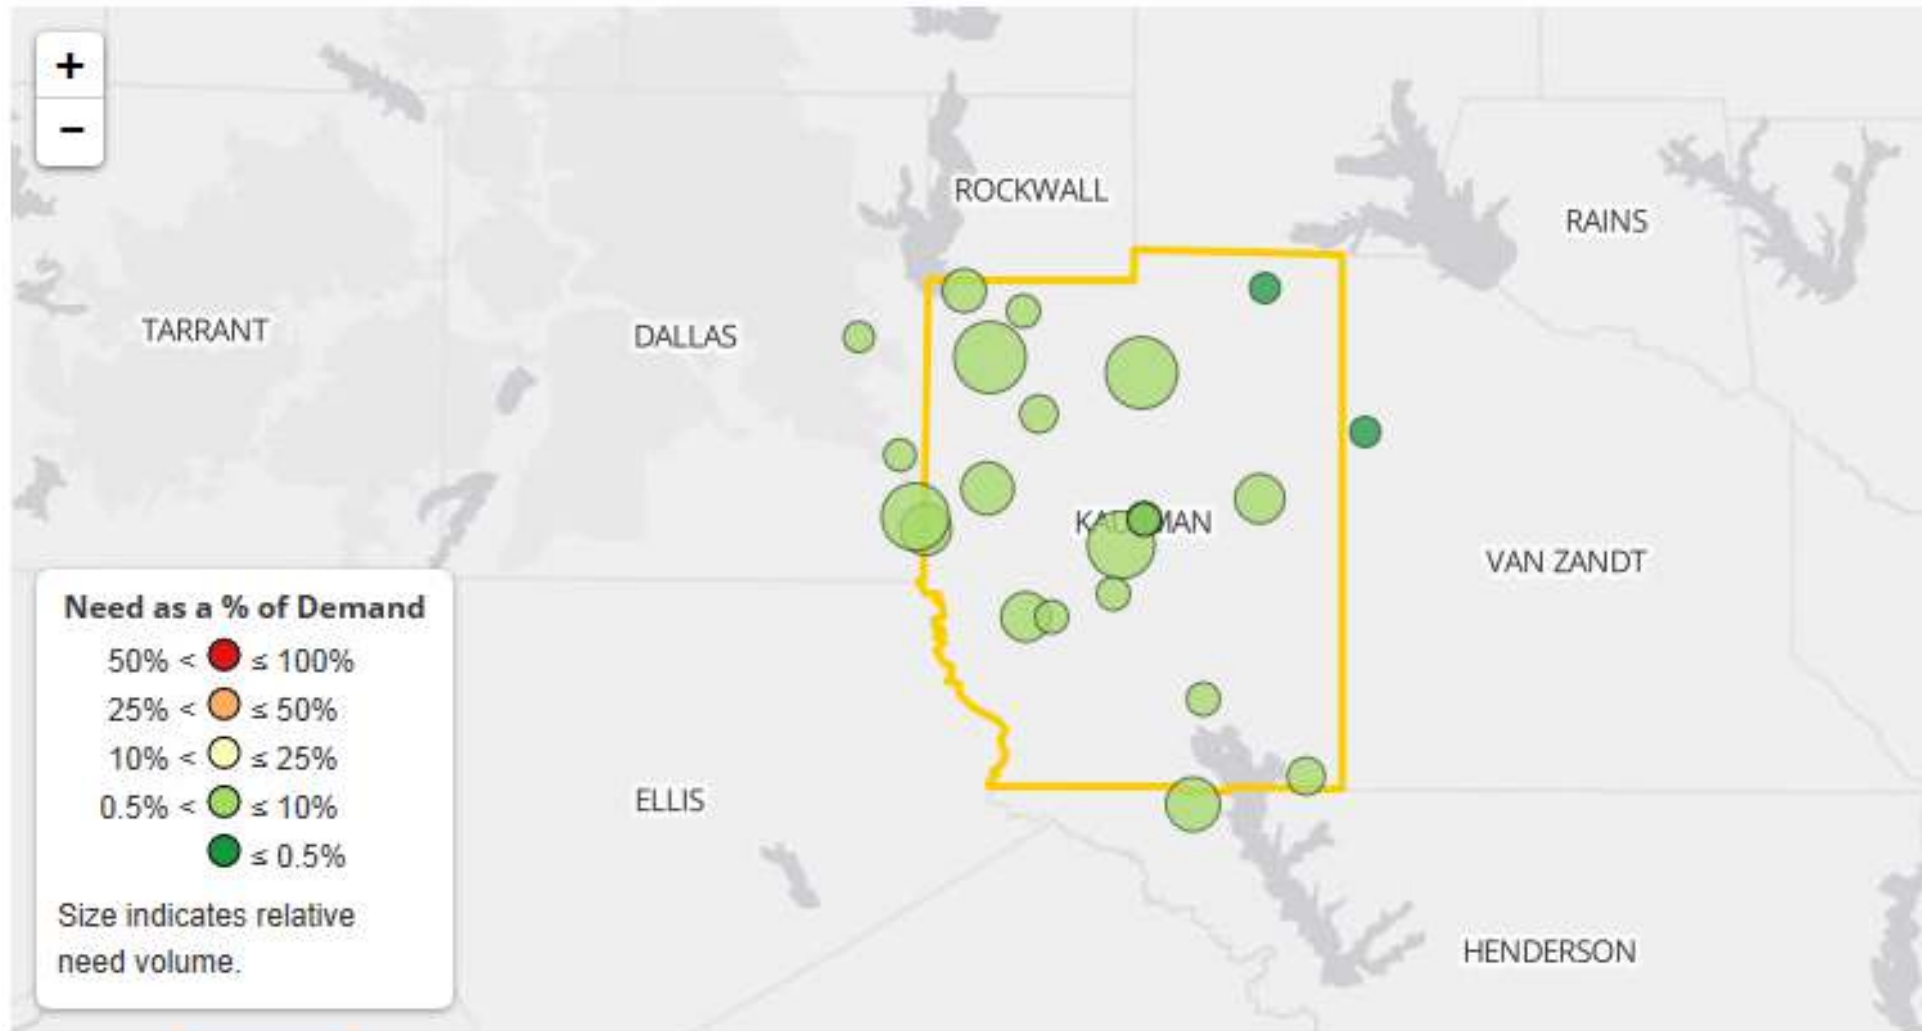 +
−
ROCKWALL
RAINS
TARRANT
DALLAS
KAUFMAN
VAN ZANDT
ELLIS
HENDERSON
Need as a % of Demand
50% < ≤ 100%
25% < ≤ 50%
10% < ≤ 25%
0.5% < ≤ 10%
≤ 0.5%
Size indicates relative
need volume.